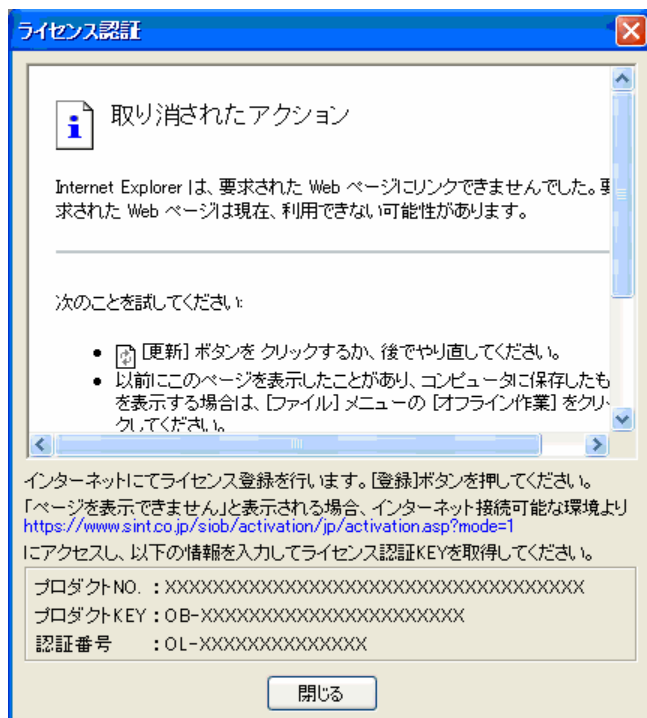 ライセンス認証
取り消されたアクション
Internet Explorer は、要求された Web ページにリンクできませんでした。要
求された Web ページは現在、利用できない可能性があります。
次のことを試してください:
[更新] ボタンを クリックするか、後でやり直してください。
以前にこのページを表示したことがあり、コンピュータに保存したも
を表示する場合は、[ファイル] メニューの [オフライン作業] をクリッ
クしてください。
インターネットにてライセンス登録を行います。[登録]ボタンを押してください。
「ページを表示できません」と表示される場合、インターネット接続可能な環境より
https://www.sint.co.jp/siob/activation/jp/activation.asp?mode=1
にアクセスし、以下の情報を入力してライセンス認証KEYを取得してください。
プロダクトNO. :XXXXXXXXXXXXXXXXXXXXXXXXXXXXXXXXXXX
プロダクトKEY:OB-XXXXXXXXXXXXXXXXXXXXXXXX
認証番号 :OL-XXXXXXXXXXXXXX
閉じる